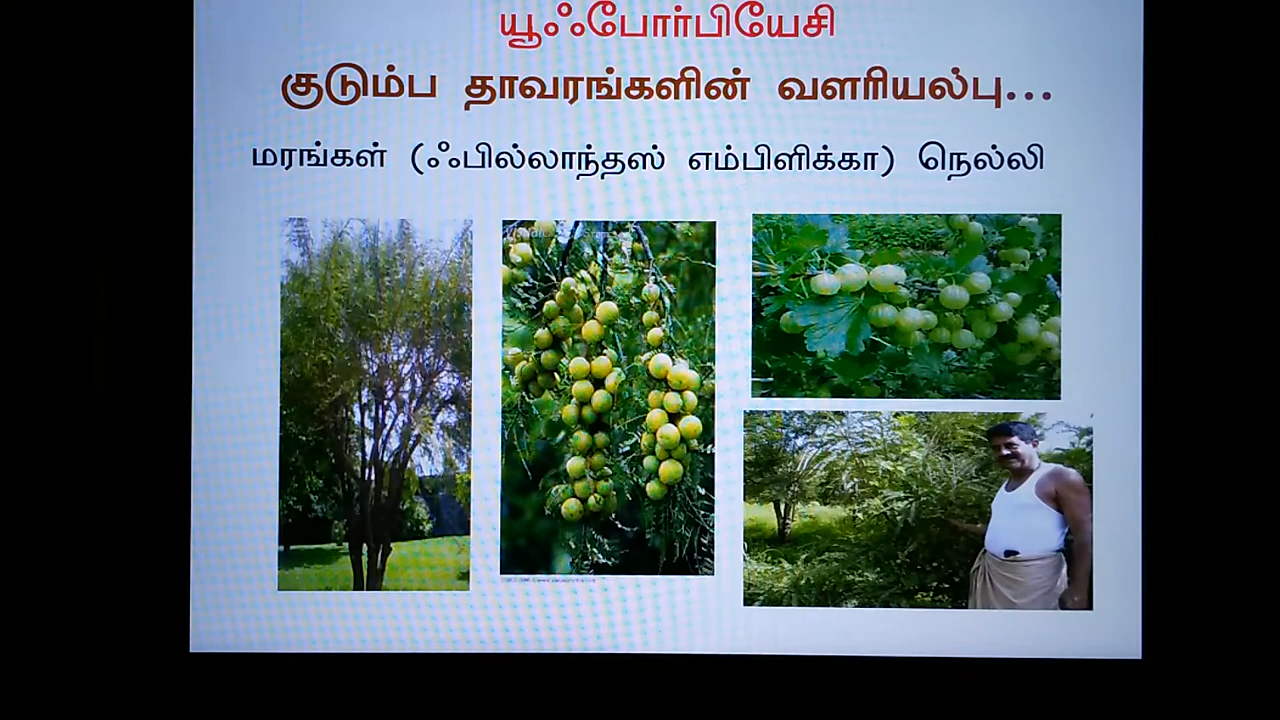 யூஃபோர்பியேசி
குடும்ப தாவரங்களின் வளரியல்பு...
மரங்கள் (ஃபில்லாந்தஸ் எம்பிளிக்கா) நெல்லி